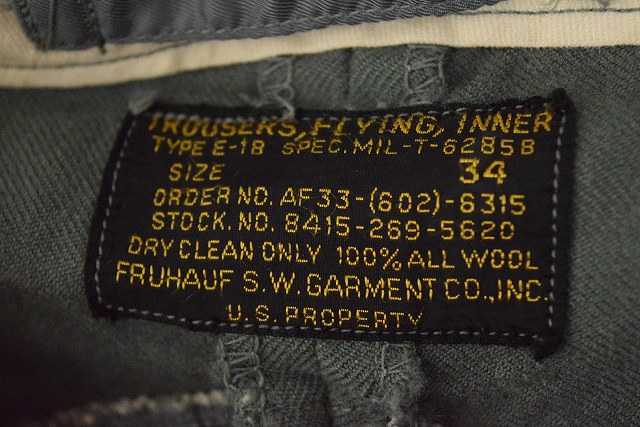 TROUSERS, FLYING, INNER
TYPE E-1B SPEC. MIL-T-6285B
SIZE 34
ORDER NO. AF33-(602)-6315
STOCK. NO. 8415-269-5620
DRY CLEAN ONLY 100% ALL WOOL
FRUHAUF S.W. GARMENT CO., INC.
U.S. PROPERTY